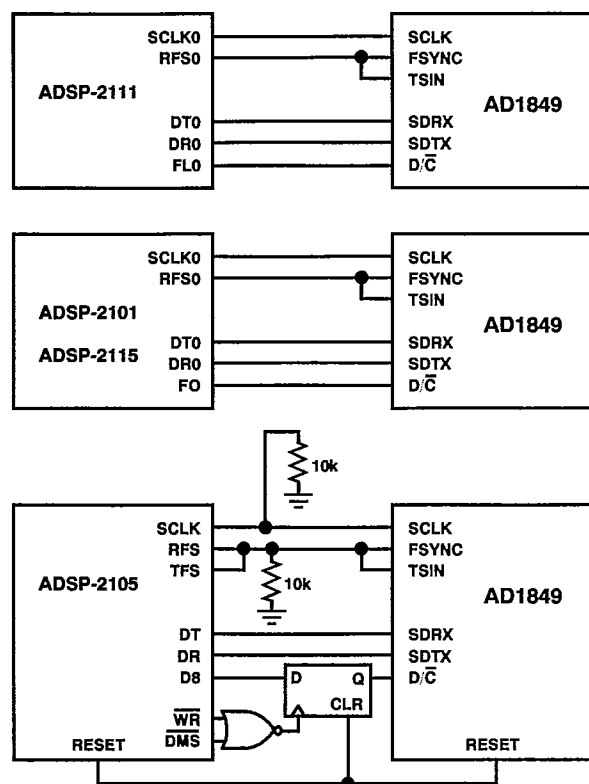 SCLK0 SCLK
RFS0 FSYNC
TSIN
ADSP-2111
AD1849
DT0 SDRX
DR0 SDTX
FL0 D/C̅
SCLK0 SCLK
RFS0 FSYNC
TSIN
ADSP-2101
AD1849
ADSP-2115
DT0 SDRX
DR0 SDTX
FO D/C̅
10k
SCLK SCLK
RFS FSYNC
TFS TSIN
10k
ADSP-2105
AD1849
DT SDRX
DR SDTX
D8 D Q D/C̅
CLR
W̅R̅
D̅M̅S̅
RESET RESET